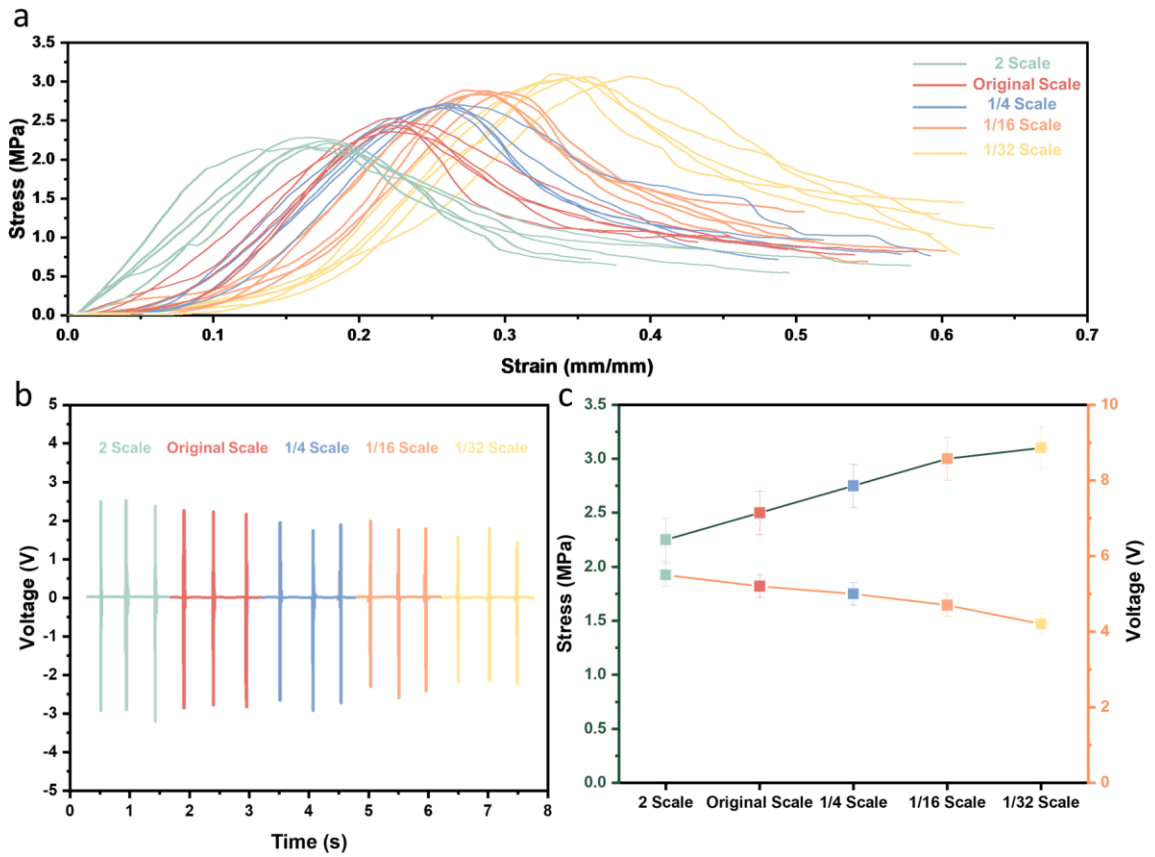 a
3.5
3.0
2.5
2.0
1.5
1.0
0.5
0.0
Stress (MPa)
2 Scale
Original Scale
1/4 Scale
1/16 Scale
1/32 Scale
0.0 0.1 0.2 0.3 0.4 0.5 0.6 0.7
Strain (mm/mm)
b
5
4
3
2
1
0
-1
-2
-3
-4
-5
Voltage (V)
2 Scale Original Scale 1/4 Scale 1/16 Scale 1/32 Scale
0 1 2 3 4 5 6 7 8
Time (s)
c
3.5
3.0
2.5
2.0
1.5
1.0
0.5
0.0
Stress (MPa)
10
8
6
4
2
0
Voltage (V)
2 Scale Original Scale 1/4 Scale 1/16 Scale 1/32 Scale